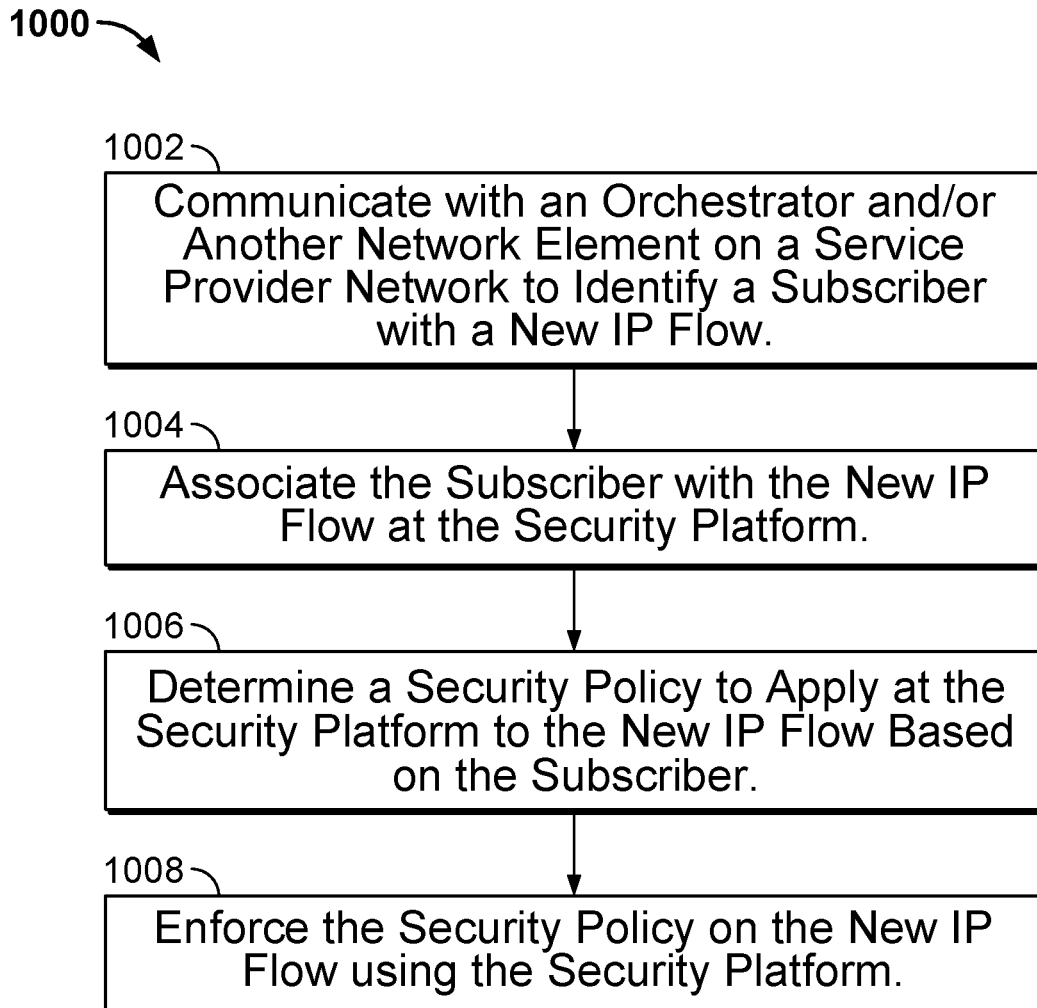 1000
1002
Communicate with an Orchestrator and/or
Another Network Element on a Service
Provider Network to Identify a Subscriber
with a New IP Flow.
1004
Associate the Subscriber with the New IP
Flow at the Security Platform.
1006
Determine a Security Policy to Apply at the
Security Platform to the New IP Flow Based
on the Subscriber.
1008
Enforce the Security Policy on the New IP
Flow using the Security Platform.